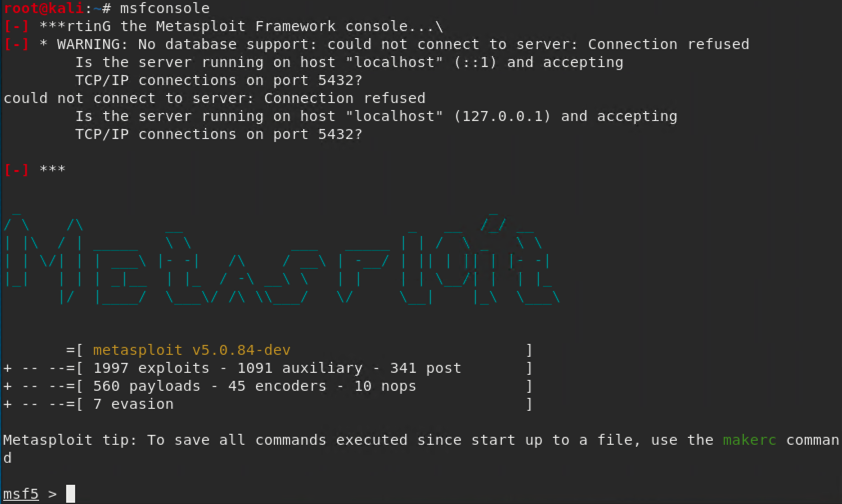 root@kali:~# msfconsole
[-] ***rtinG the Metasploit Framework console...\
[-] * WARNING: No database support: could not connect to server: Connection refused
        Is the server running on host "localhost" (::1) and accepting
        TCP/IP connections on port 5432?
could not connect to server: Connection refused
        Is the server running on host "localhost" (127.0.0.1) and accepting
        TCP/IP connections on port 5432?
[-] ***
Metasploit
       =[ metasploit v5.0.84-dev                          ]
+ -- --=[ 1997 exploits - 1091 auxiliary - 341 post       ]
+ -- --=[ 560 payloads - 45 encoders - 10 nops            ]
+ -- --=[ 7 evasion                                       ]
Metasploit tip: To save all commands executed since start up to a file, use the makerc comman
d
msf5 >